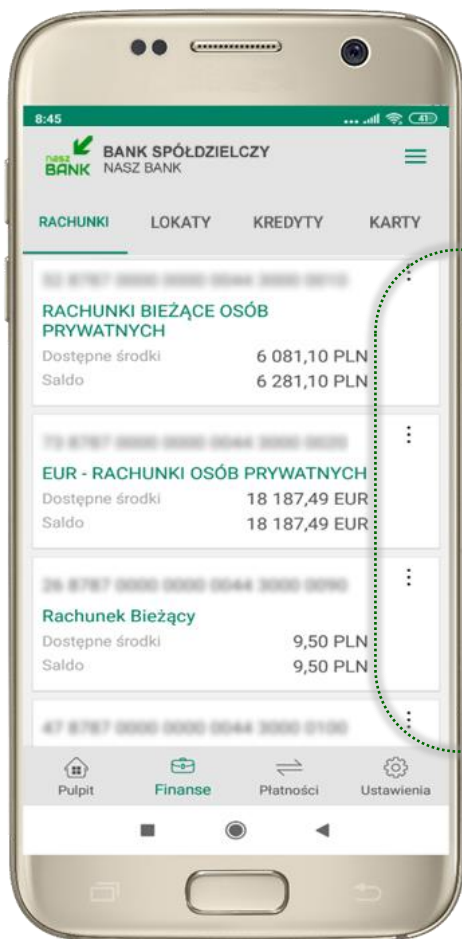 8:45
41
nasz
BANK
BANK SPÓŁDZIELCZY
NASZ BANK
RACHUNKI LOKATY KREDYTY KARTY
RACHUNKI BIEŻĄCE OSÓB
PRYWATNYCH
Dostępne środki 6 081,10 PLN
Saldo 6 281,10 PLN
EUR - RACHUNKI OSÓB PRYWATNYCH
Dostępne środki 18 187,49 EUR
Saldo 18 187,49 EUR
Rachunek Bieżący
Dostępne środki 9,50 PLN
Saldo 9,50 PLN
Pulpit Finanse Płatności Ustawienia